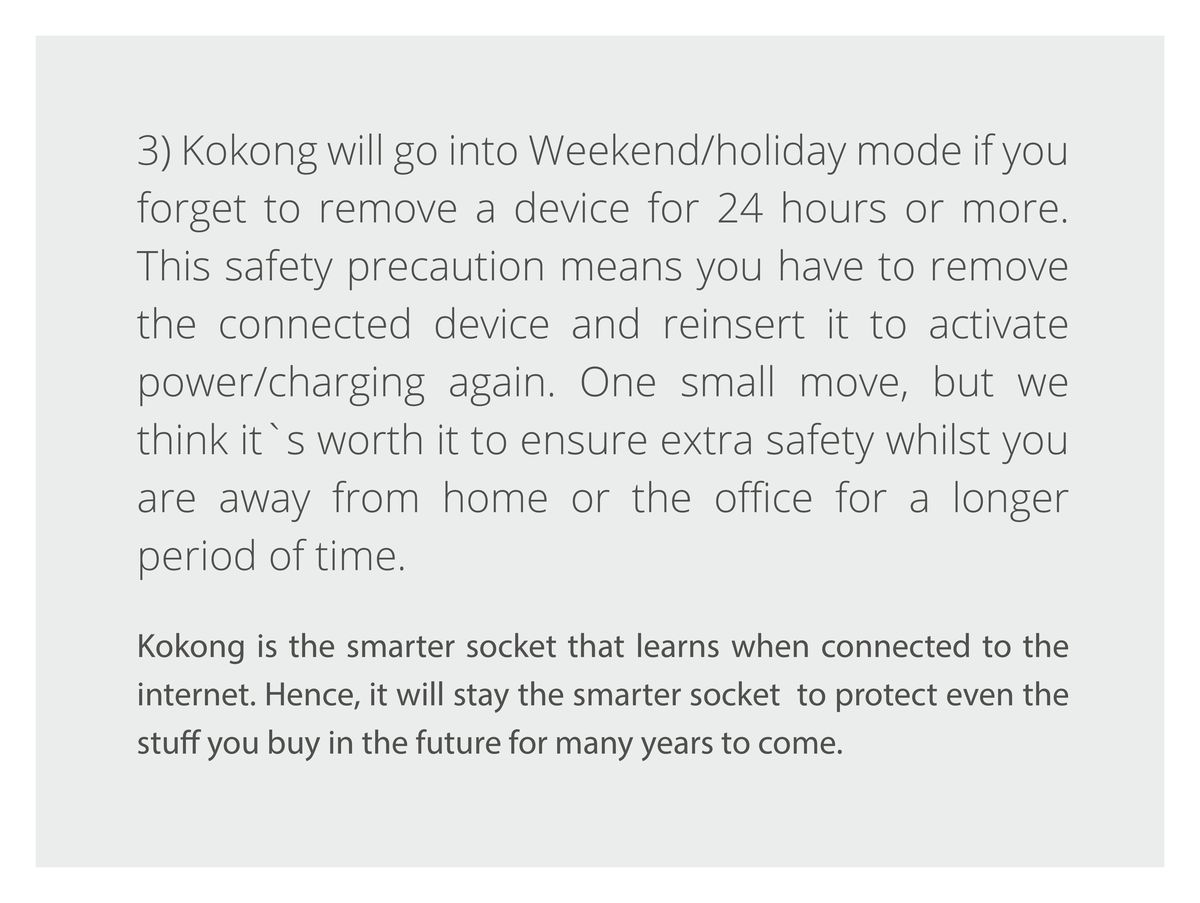 3) Kokong will go into Weekend/holiday mode if you
forget to remove a device for 24 hours or more.
This safety precaution means you have to remove
the connected device and reinsert it to activate
power/charging again. One small move, but we
think it`s worth it to ensure extra safety whilst you
are away from home or the office for a longer
period of time.
Kokong is the smarter socket that learns when connected to the
internet. Hence, it will stay the smarter socket  to protect even the
stuff you buy in the future for many years to come.